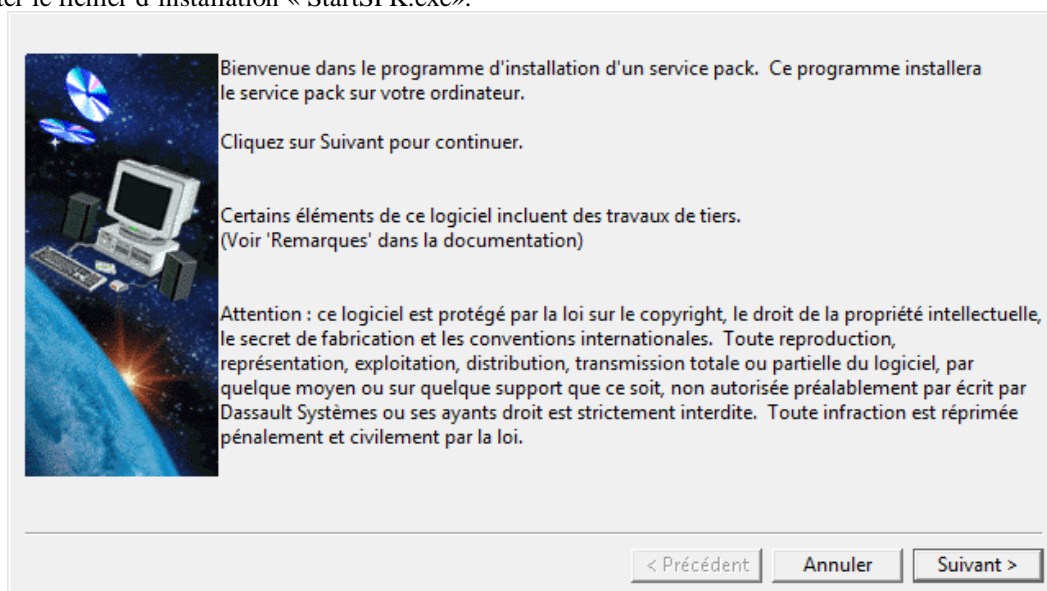 le fichier d'installation « StartSPK.exe».
Bienvenue dans le programme d'installation d'un service pack.  Ce programme installera
le service pack sur votre ordinateur.
Cliquez sur Suivant pour continuer.
Certains éléments de ce logiciel incluent des travaux de tiers.
(Voir 'Remarques' dans la documentation)
Attention : ce logiciel est protégé par la loi sur le copyright, le droit de la propriété intellectuelle,
le secret de fabrication et les conventions internationales.  Toute reproduction,
représentation, exploitation, distribution, transmission totale ou partielle du logiciel, par
quelque moyen ou sur quelque support que ce soit, non autorisée préalablement par écrit par
Dassault Systèmes ou ses ayants droit est strictement interdite.  Toute infraction est réprimée
pénalement et civilement par la loi.
< Précédent Annuler Suivant >